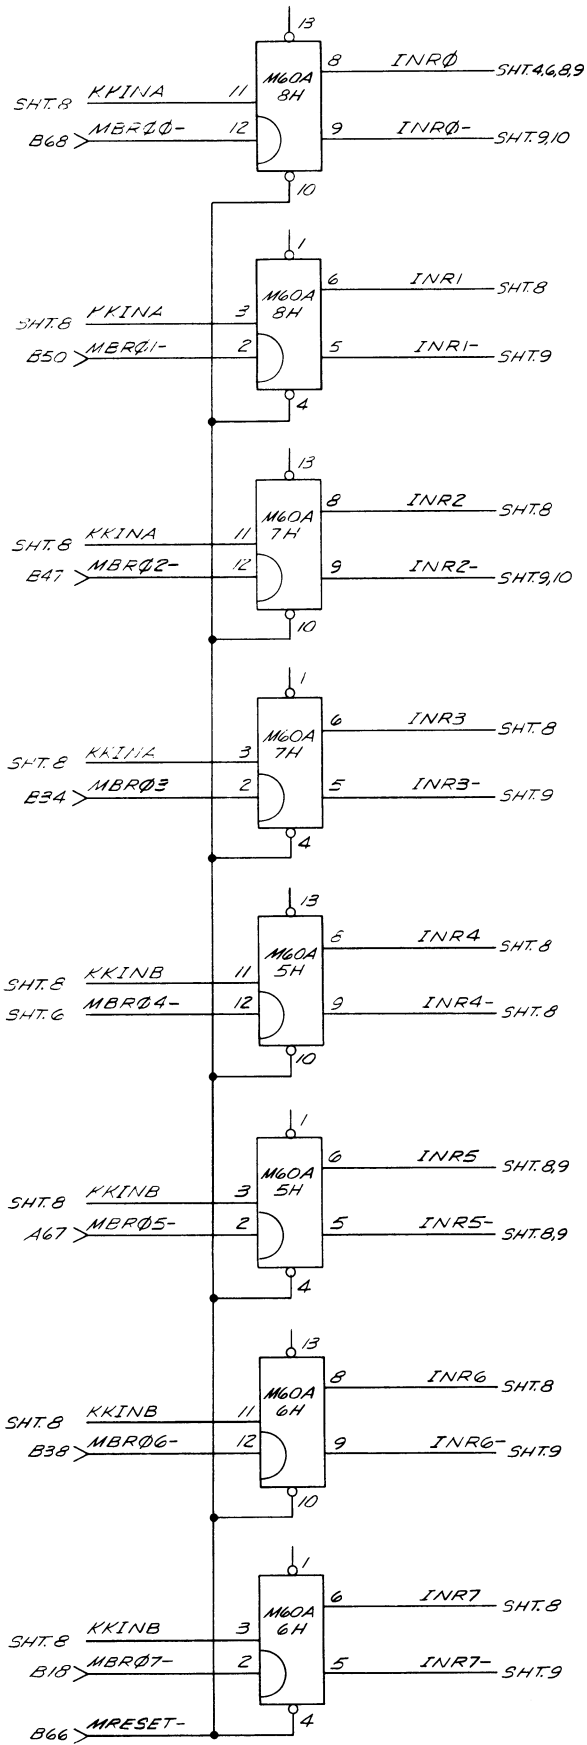 13
M60A
8H
8 INRØ SHT.4,6,8,9
SHT.8 KKINA 11
B68 MBRØØ- 12
9 INRØ- SHT.9,10
10
1
M60A
8H
6 INR1 SHT.8
SHT.8 KKINA 3
B50 MBRØ1- 2
5 INR1- SHT.9
4
13
M60A
7H
8 INR2 SHT.8
SHT.8 KKINA 11
B47 MBRØ2- 12
9 INR2- SHT.9,10
10
1
M60A
7H
6 INR3 SHT.8
SHT.8 KKINA 3
B34 MBRØ3 2
5 INR3- SHT.9
4
13
M60A
5H
8 INR4 SHT.8
SHT.8 KKINB 11
SHT.6 MBRØ4- 12
9 INR4- SHT.8
10
1
M60A
5H
6 INR5 SHT.8,9
SHT.8 KKINB 3
A67 MBRØ5- 2
5 INR5- SHT.8,9
4
13
M60A
6H
8 INR6 SHT.8
SHT.8 KKINB 11
B38 MBRØ6- 12
9 INR6- SHT.9
10
1
M60A
6H
6 INR7 SHT.8
SHT.8 KKINB 3
B18 MBRØ7- 2
5 INR7- SHT.9
4
B66 MRESET-